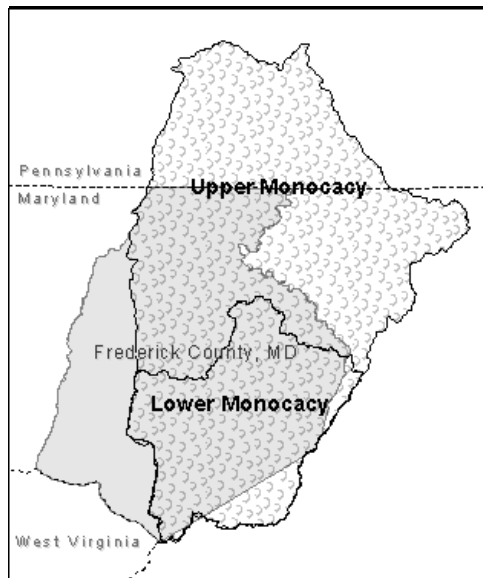 Pennsylvania
Maryland
Upper Monocacy
Frederick County, MD
Lower Monocacy
West Virginia